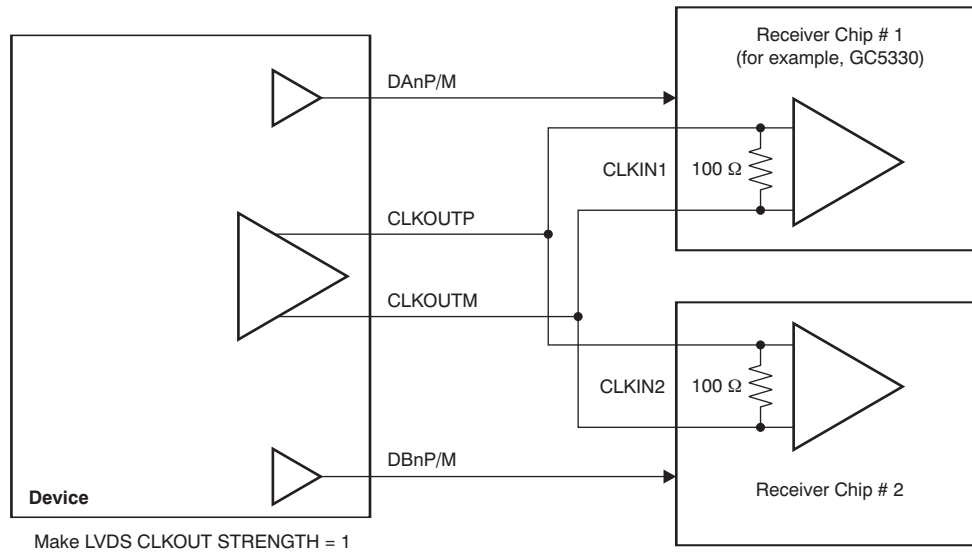 Receiver Chip # 1
(for example, GC5330)
DAnP/M
CLKIN1
100 Ω
CLKOUTP
CLKOUTM
CLKIN2
100 Ω
DBnP/M
Device
Receiver Chip # 2
Make LVDS CLKOUT STRENGTH = 1